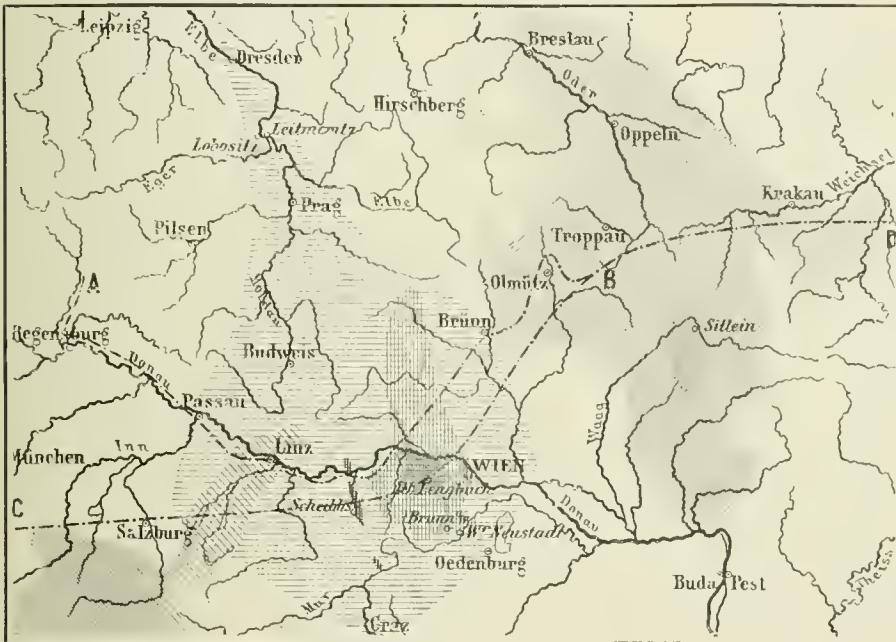 Leipzig
Elbe
Dresden
Breslau
Oder
Hirschberg
Leitmeritz
Lobositz
Oppeln
Eger
Elbe
Prag
Krakau
Weichsel
Pilsen
Troppau
A
B
D
Olmütz
Moldau
Brünn
Sillein
Regensburg
Budweis
Donau
Passau
Waag
Inn
Linz
München
WIEN
C
Scheibbs
Donau
Brunn
Wr Neustadt
Salzburg
Oedenburg
Buda Pest
Theiss
Mur
Graz